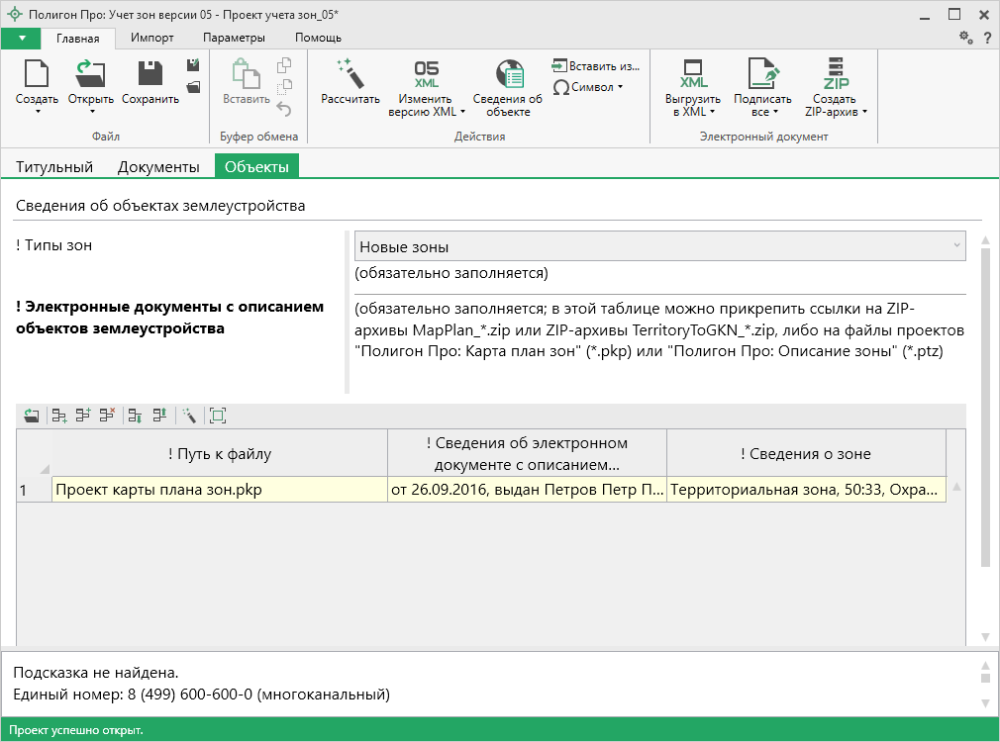 Полигон Про: Учет зон версии 05 - Проект учета зон_05*
Главная
Импорт
Параметры
Помощь
?
Создать
Открыть
Сохранить
Файл
Вставить
Буфер обмена
Рассчитать
05
XML
Изменить
версию XML
Сведения об
объекте
Вставить из...
Символ
Действия
XML
Выгрузить
в XML
Подписать
все
ZIP
Создать
ZIP-архив
Электронный документ
Титульный
Документы
Объекты
Сведения об объектах землеустройства
! Типы зон
Новые зоны
(обязательно заполняется)
! Электронные документы с описанием
объектов землеустройства
(обязательно заполняется; в этой таблице можно прикрепить ссылки на ZIP-
архивы MapPlan_*.zip или ZIP-архивы TerritoryToGKN_*.zip, либо на файлы проектов
"Полигон Про: Карта план зон" (*.pkp) или "Полигон Про: Описание зоны" (*.ptz)
! Путь к файлу
! Сведения об электронном
документе с описанием...
! Сведения о зоне
1
Проект карты плана зон.pkp
от 26.09.2016, выдан Петров Петр П...
Территориальная зона, 50:33, Охра...
Подсказка не найдена.
Единый номер: 8 (499) 600-600-0 (многоканальный)
Проект успешно открыт.